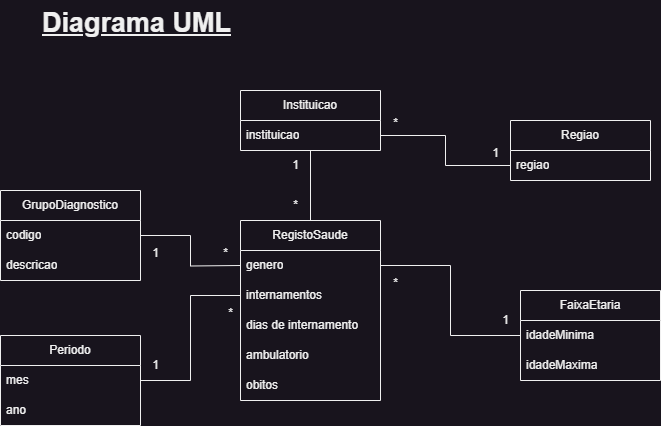 Diagrama UML
Instituicao
instituicao
*
1
Regiao
regiao
1
*
GrupoDiagnostico
codigo
descricao
1
*
RegistoSaude
genero
internamentos
dias de internamento
ambulatorio
obitos
*
1
FaixaEtaria
idadeMinima
idadeMaxima
*
1
Periodo
mes
ano